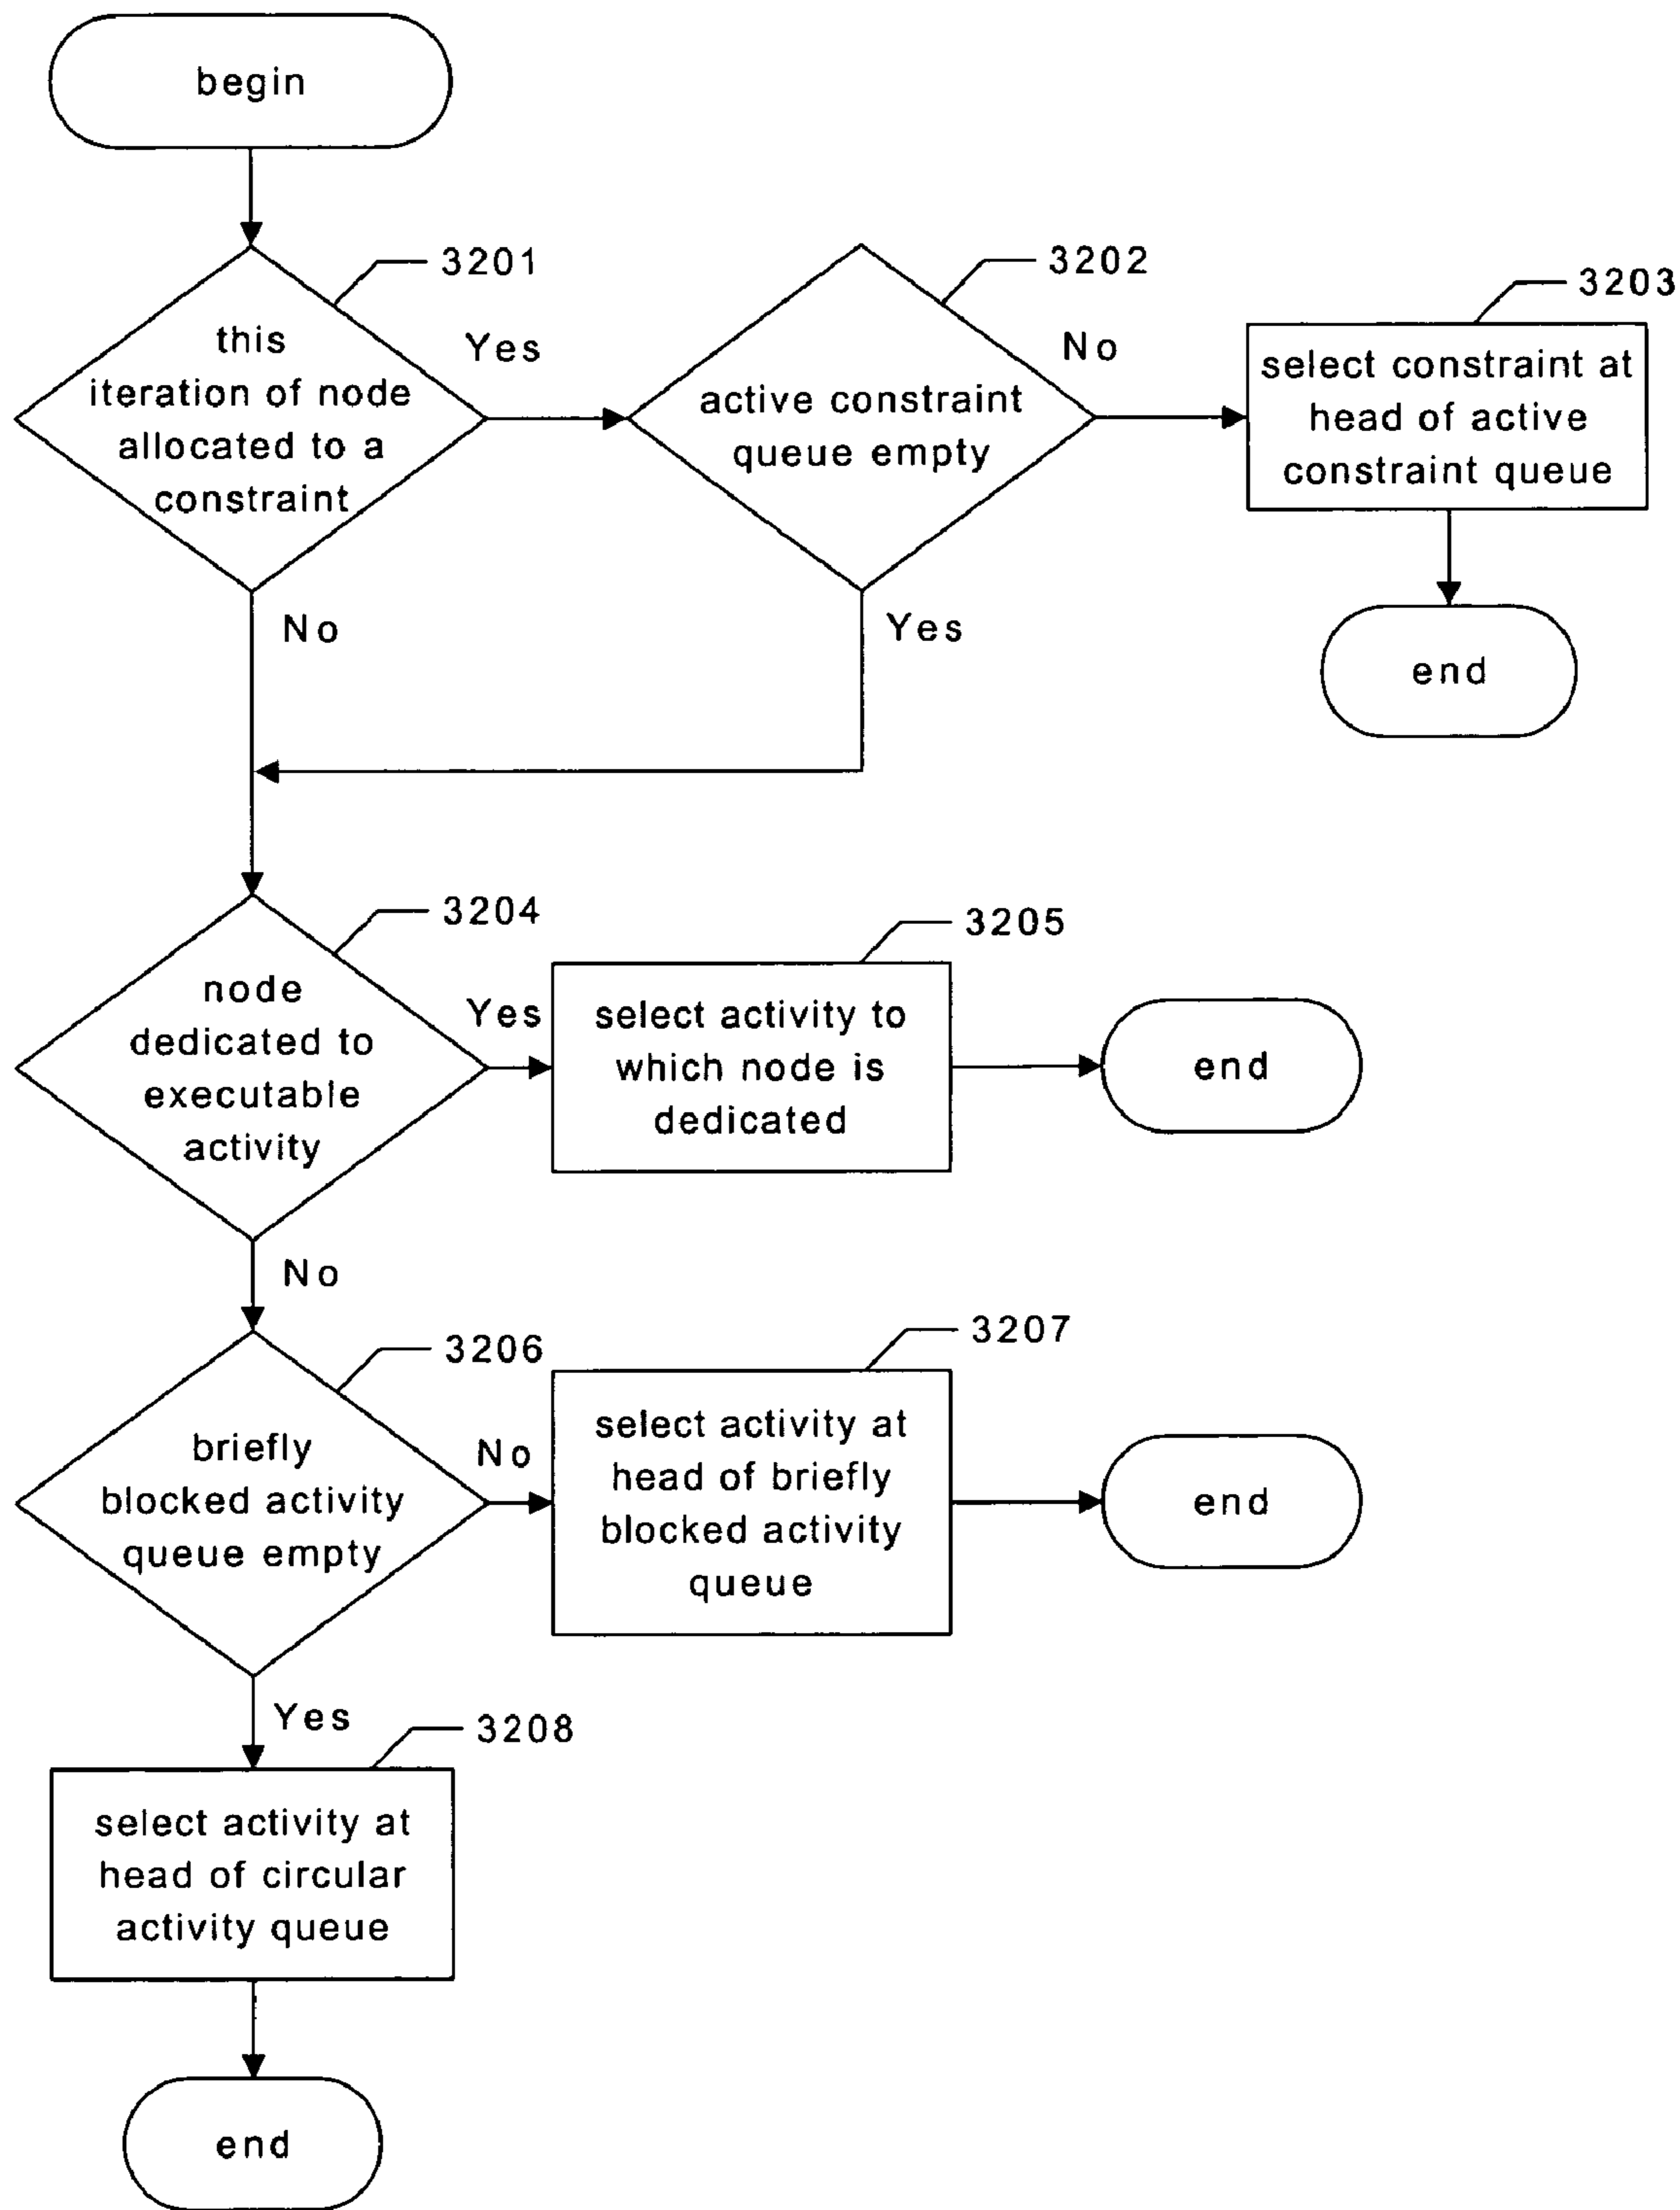 begin
3201
this
iteration of node
allocated to a
constraint
Yes
No
3202
active constraint
queue empty
No
Yes
3203
select constraint at
head of active
constraint queue
end
3204
node
dedicated to
executable
activity
Yes
No
3205
select activity to
which node is
dedicated
end
3206
briefly
blocked activity
queue empty
No
Yes
3207
select activity at
head of briefly
blocked activity
queue
end
3208
select activity at
head of circular
activity queue
end